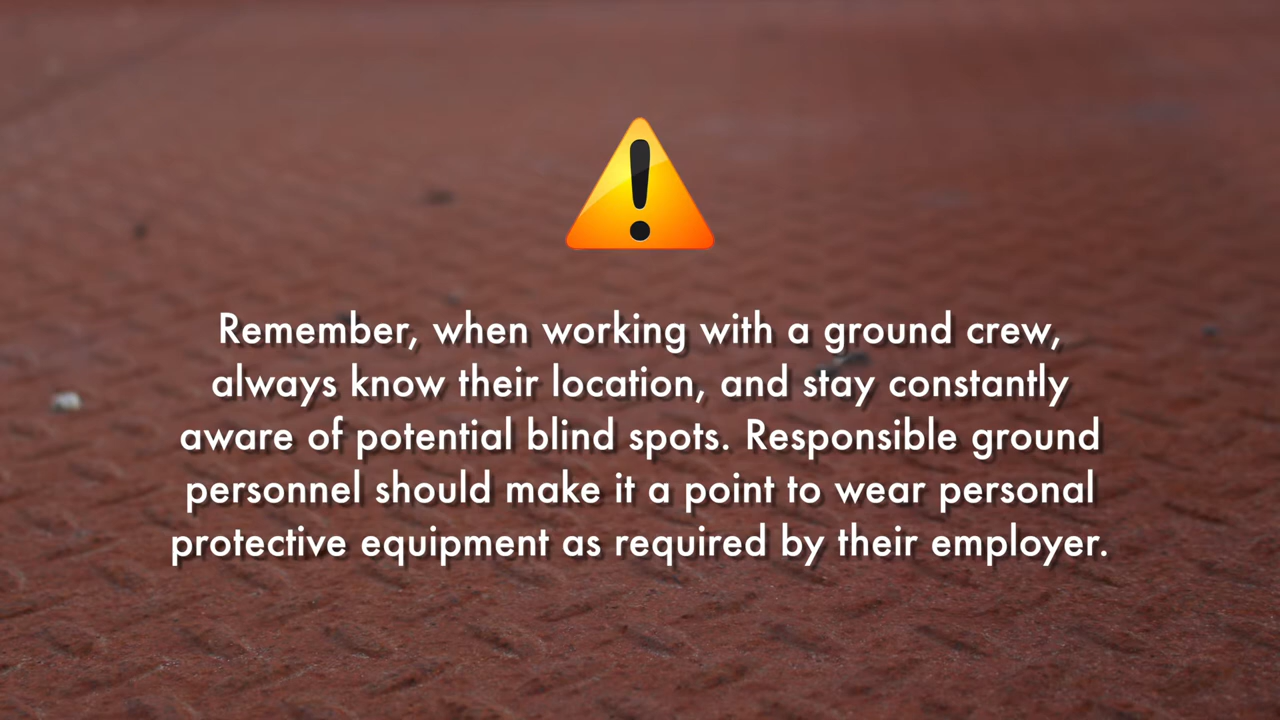 Remember, when working with a ground crew,
always know their location, and stay constantly
aware of potential blind spots. Responsible ground
personnel should make it a point to wear personal
protective equipment as required by their employer.